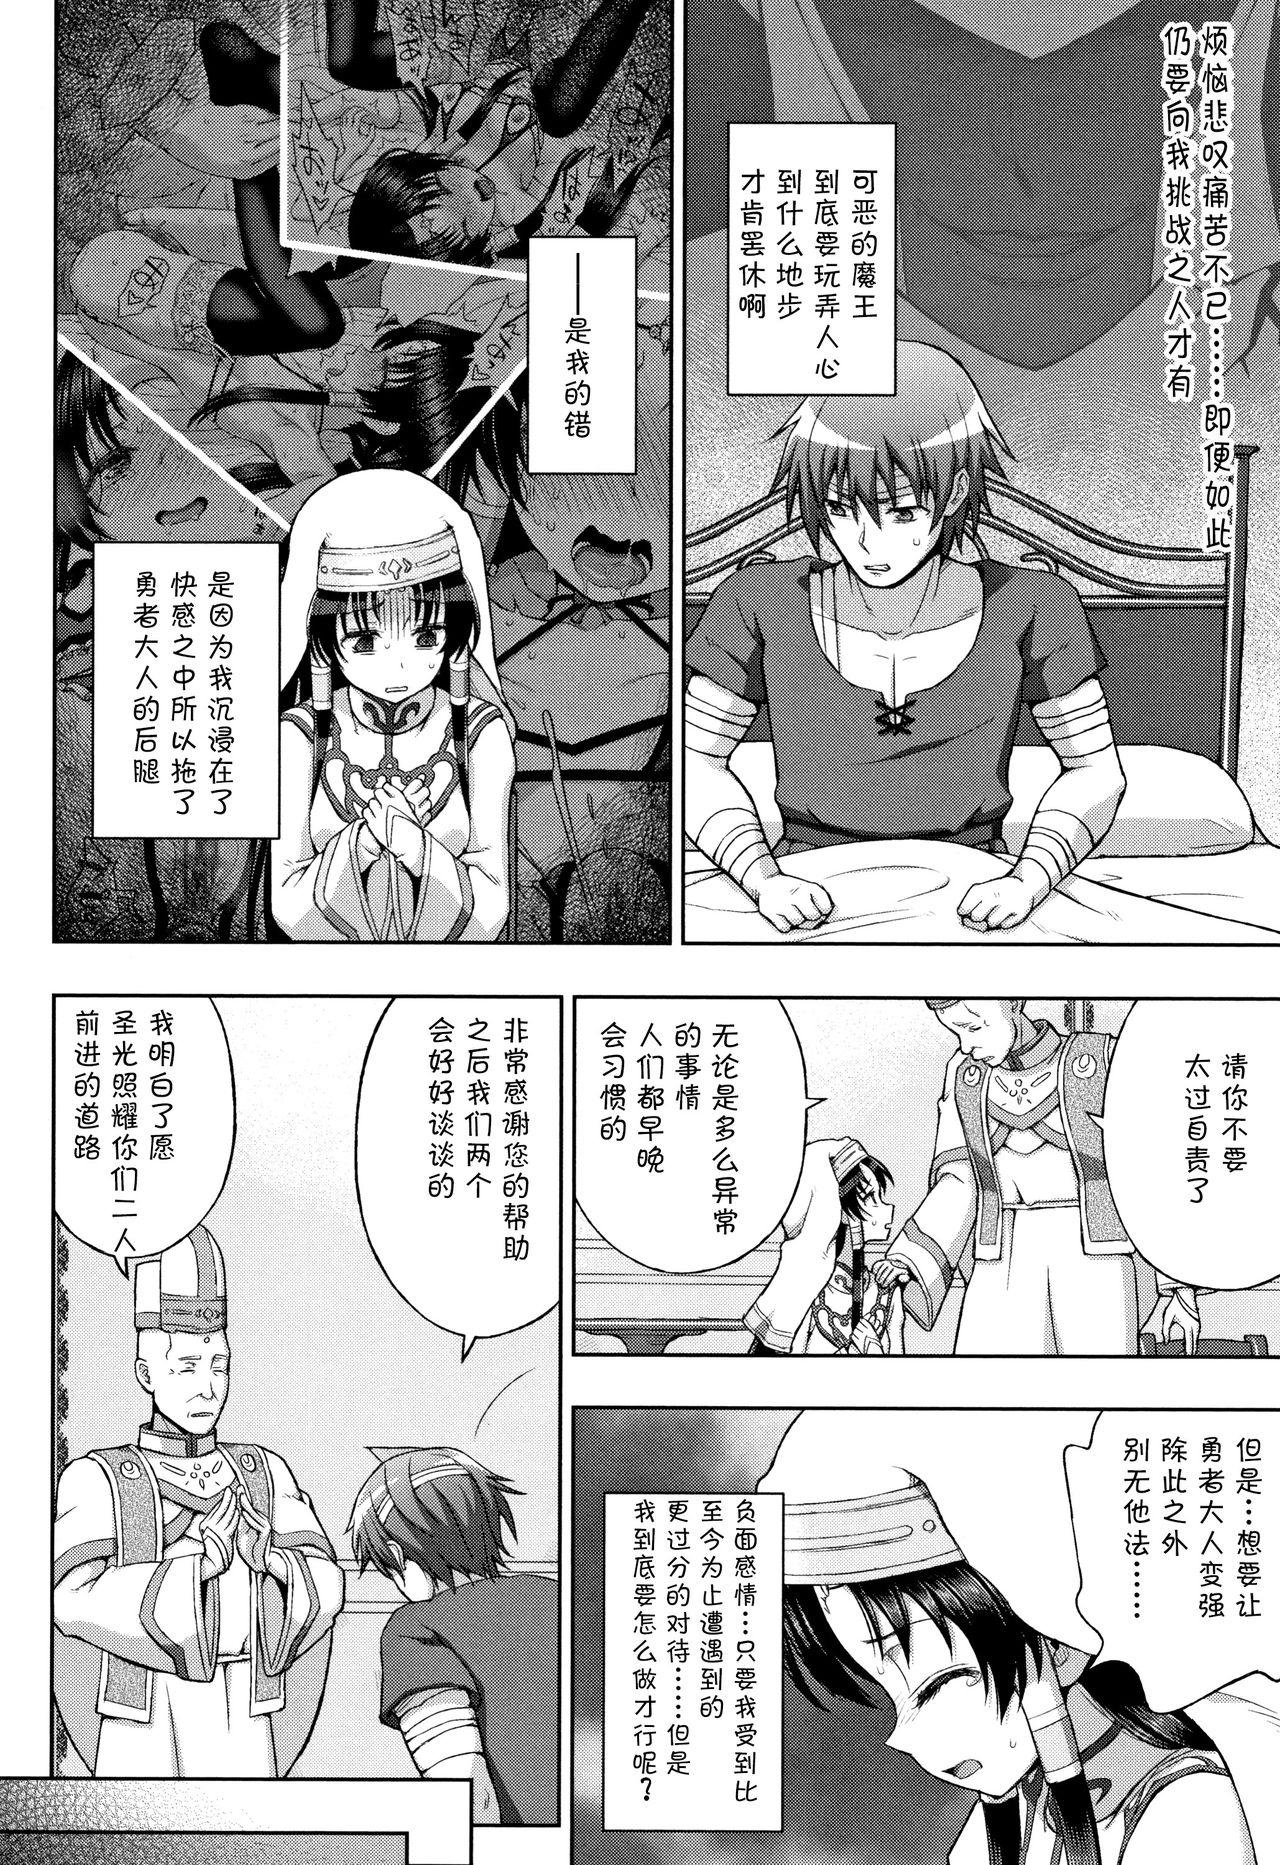 烦恼悲叹痛苦不已……即便如此
仍要向我挑战之人才有
可恶的魔王
到底要玩弄人心
到什么地步
才肯罢休啊
——是我的错
是因为我沉浸在了
快感之中所以拖了
勇者大人的后腿
请你不要
太过自责了
无论是多么异常
的事情
人们都早晚
会习惯的
非常感谢您的帮助
之后我们两个
会好好谈谈的
我明白了愿
圣光照耀你们二人
前进的道路
但是…想要让
勇者大人变强
除此之外
别无他法……
负面感情…只要我受到比
至今为止遭遇到的
更过分的对待……但是
我到底要怎么做才行呢？